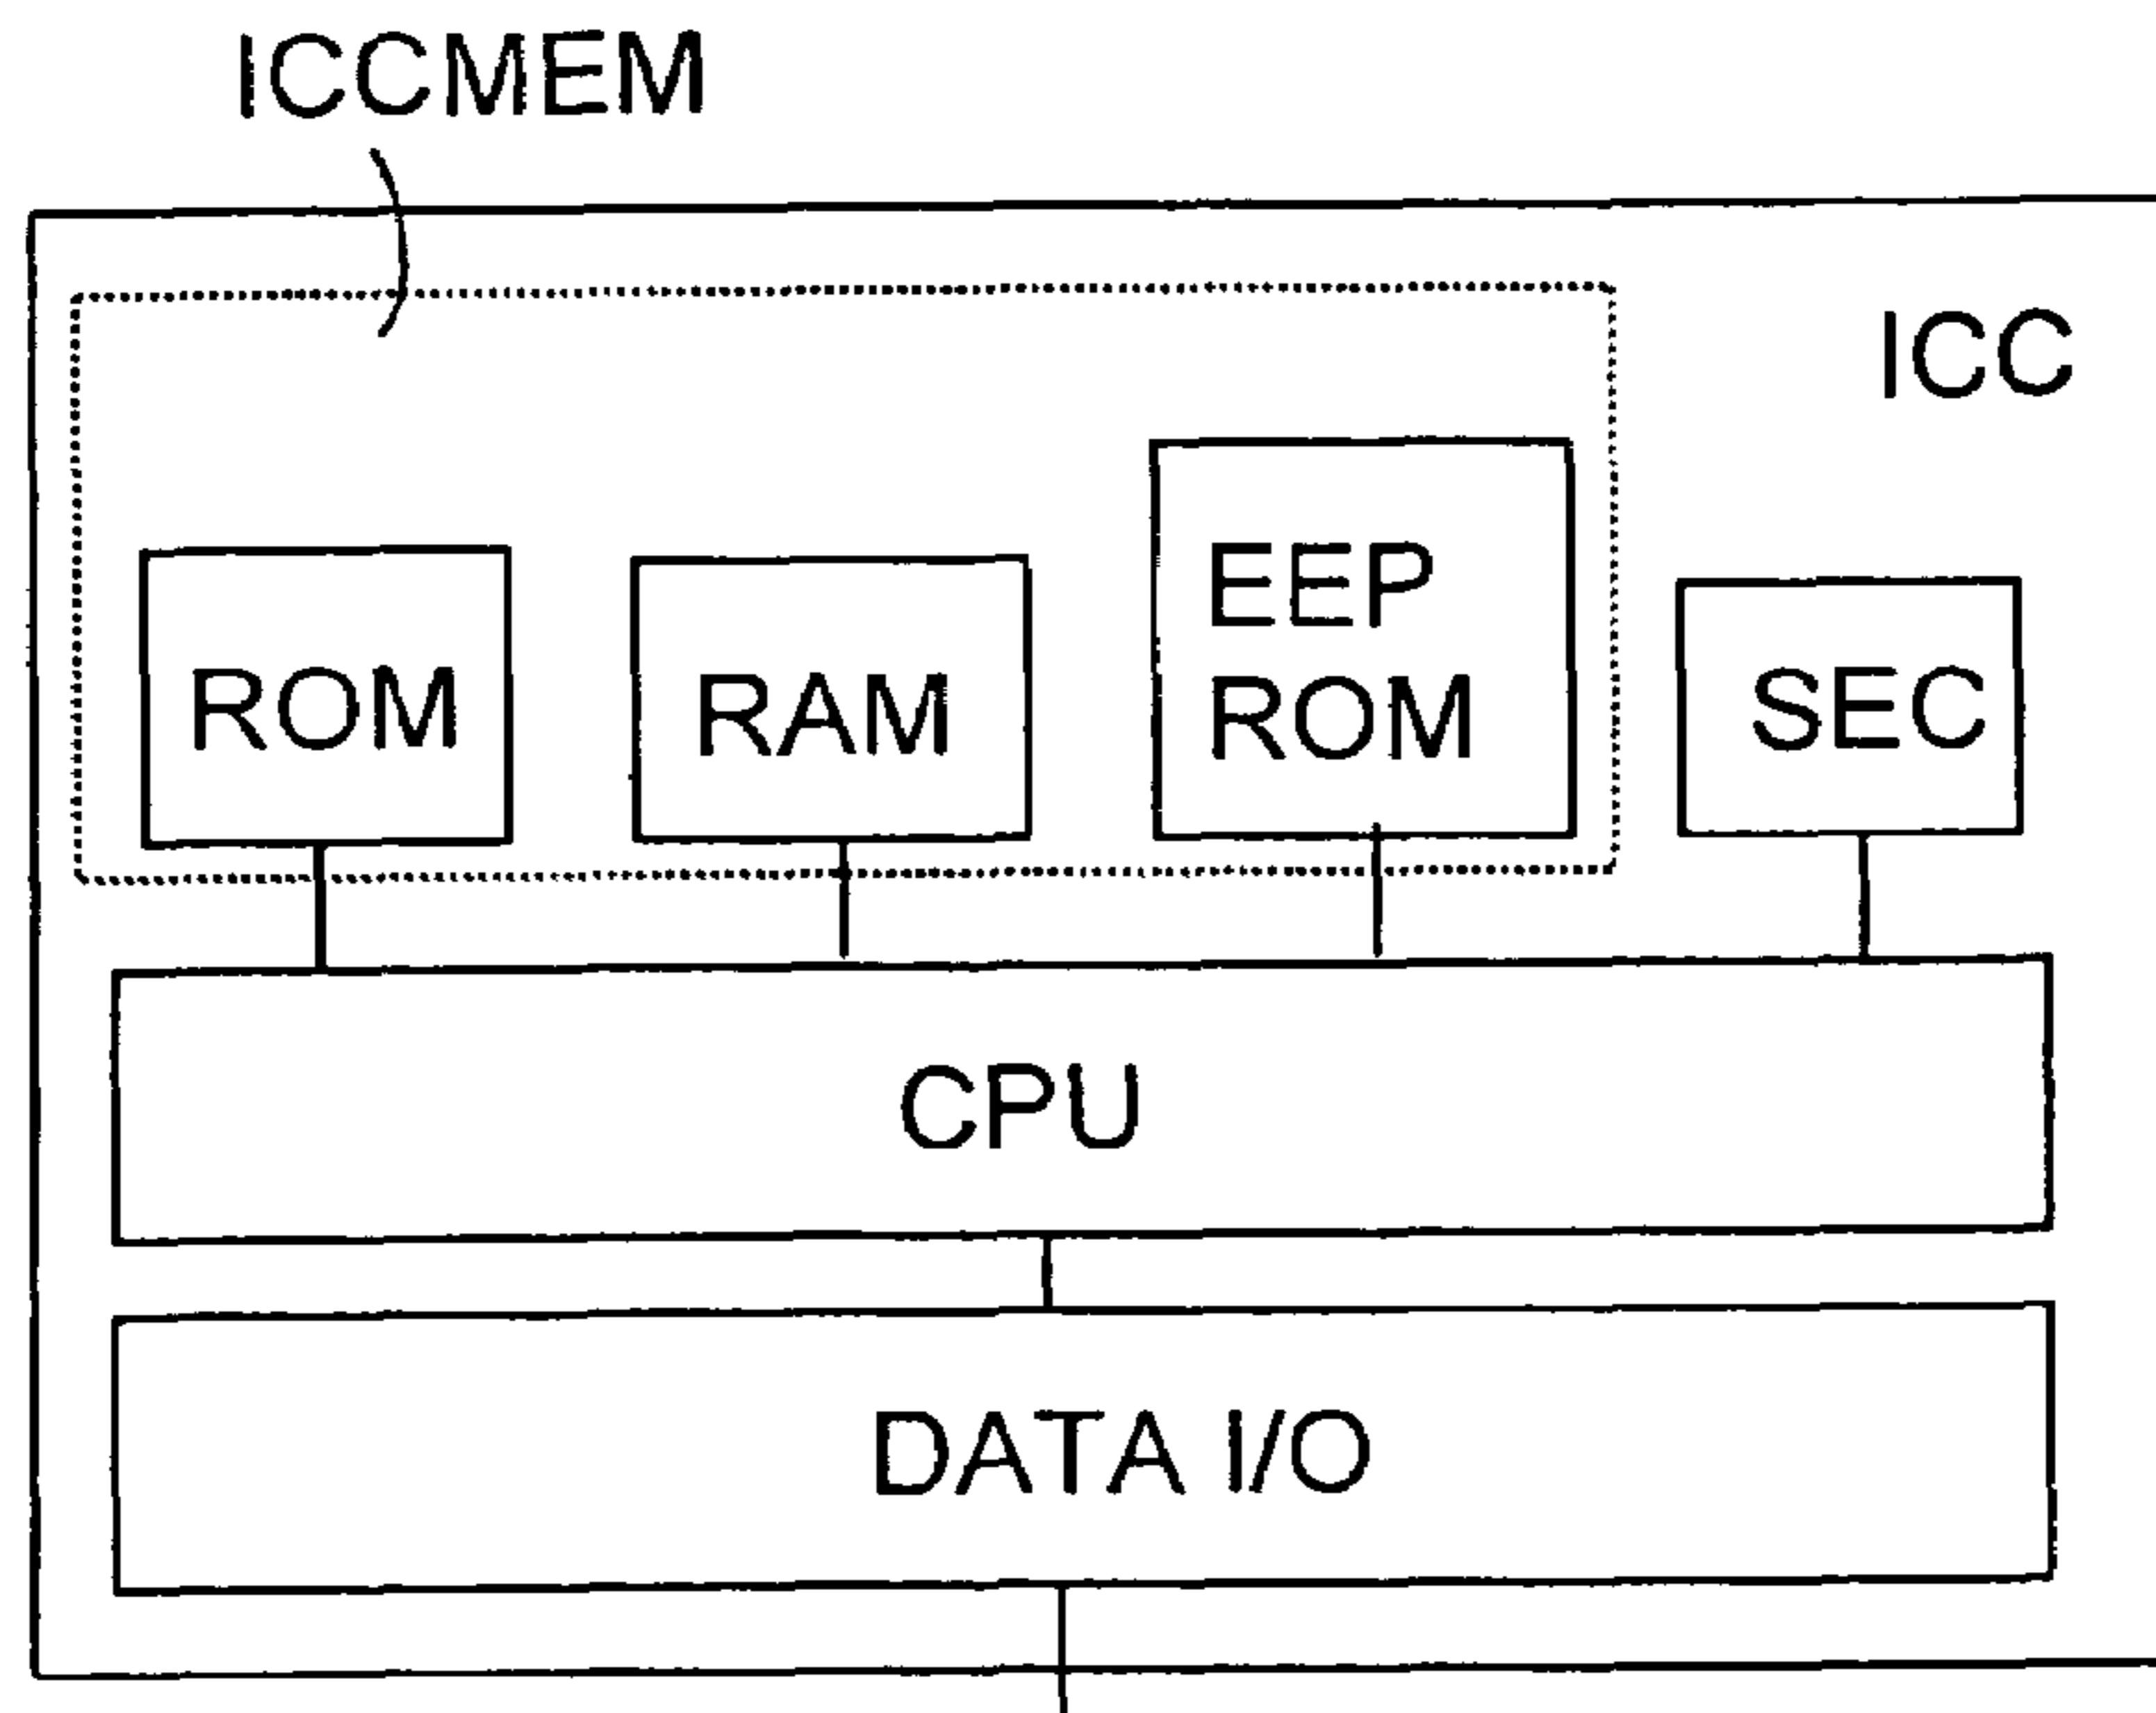 ICCMEM
ICC
ROM
RAM
EEP
ROM
SEC
CPU
DATA I/O